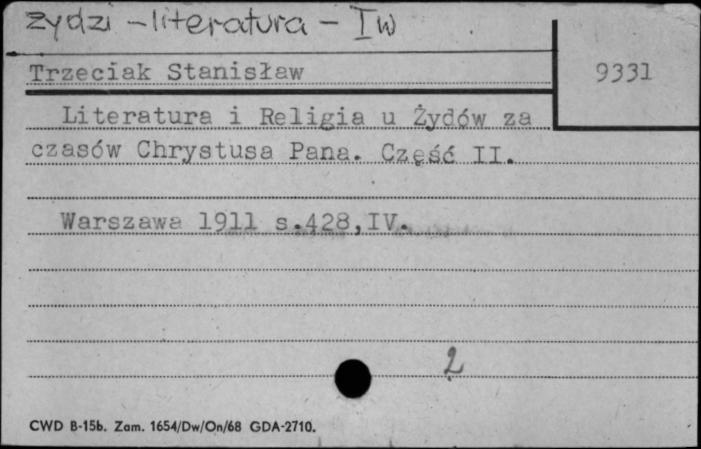 żydzi - literatura - I w
Trzeciak Stanisław
9331
Literatura i Religia u Żydów za
czasów Chrystusa Pana. Część II.
Warszawa 1911 s.428,IV.
2
CWD B-15b. Zam. 1654/Dw/On/68 GDA-2710.